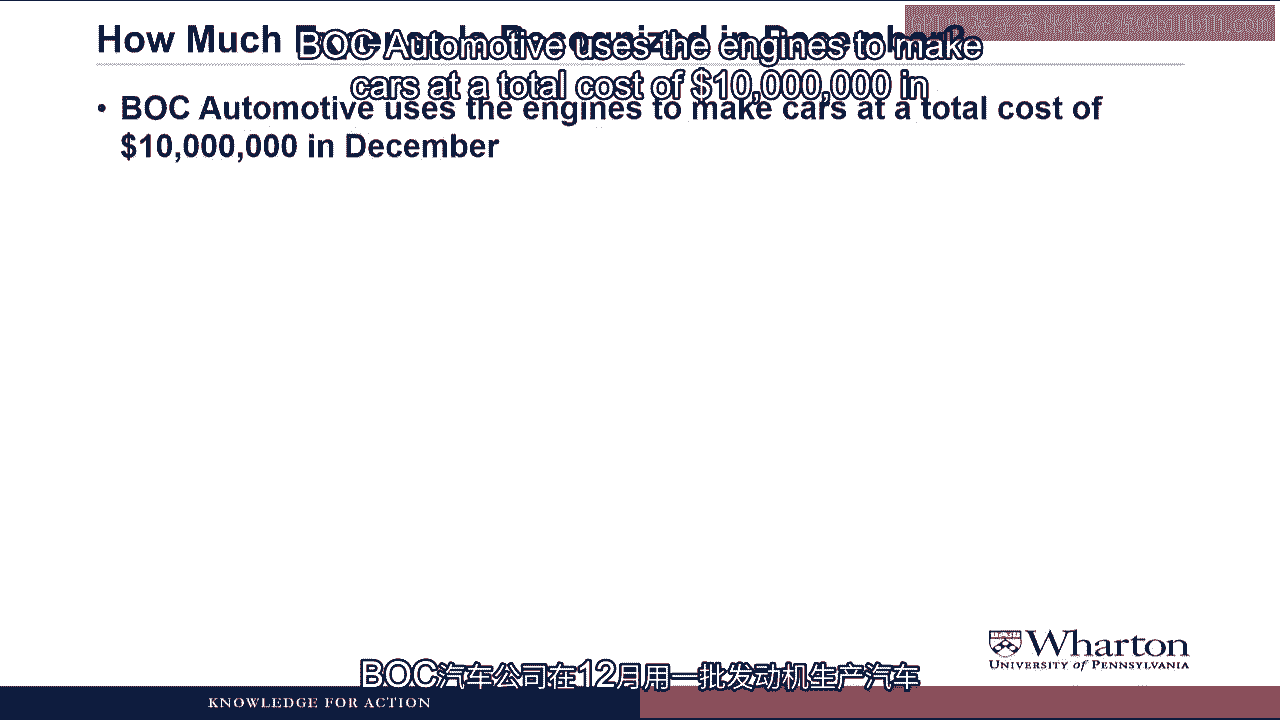 How Much
BOC Automotive uses the engines to make
cars at a total cost of $10,000,000 in
• BOC Automotive uses the engines to make cars at a total cost of
$10,000,000 in December
Wharton
UNIVERSITY of PENNSYLVANIA
BOC汽车公司在12月用一批发动机生产汽车
KNOWLEDGE FOR ACTION